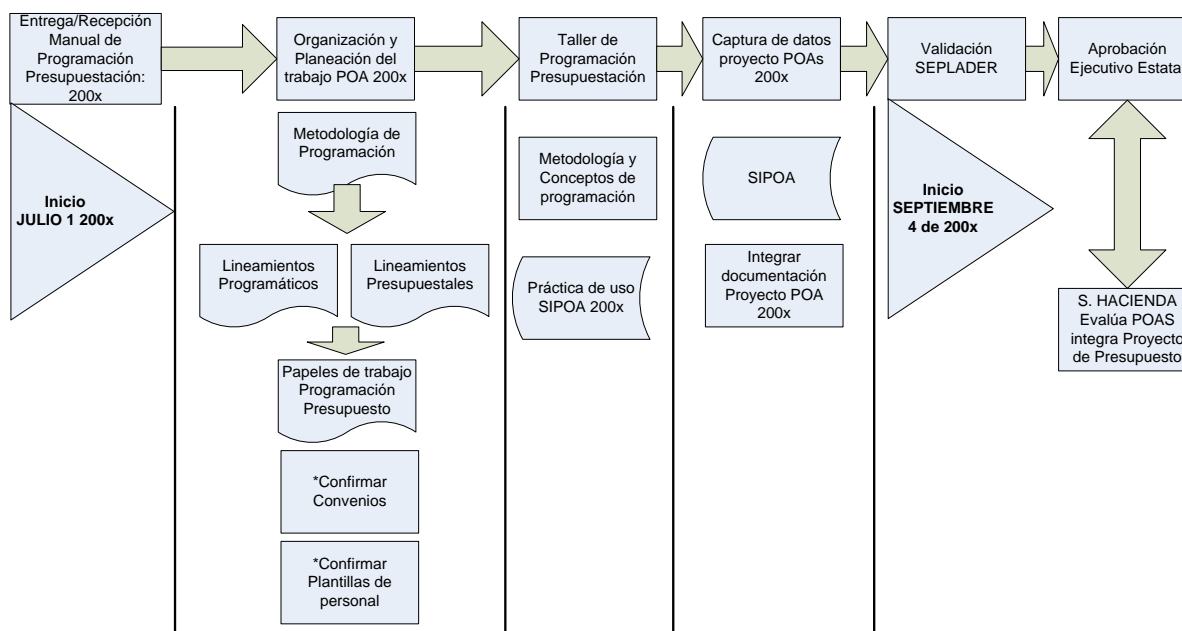 Entrega/Recepción
Manual de
Programación
Presupuestación:
200x
Organización y
Planeación del
trabajo POA 200x
Taller de
Programación
Presupuestación
Captura de datos
proyecto POAs
200x
Validación
SEPLADER
Aprobación
Ejecutivo Estatal
Inicio
JULIO 1 200x
Metodología de
Programación
Lineamientos
Programáticos
Lineamientos
Presupuestales
Papeles de trabajo
Programación
Presupuesto
*Confirmar
Convenios
*Confirmar
Plantillas de
personal
Metodología y
Conceptos de
programación
Práctica de uso
SIPOA 200x
SIPOA
Integrar
documentación
Proyecto POA
200x
Inicio
SEPTIEMBRE
4 de 200x
S. HACIENDA
Evalúa POAS
integra Proyecto
de Presupuesto